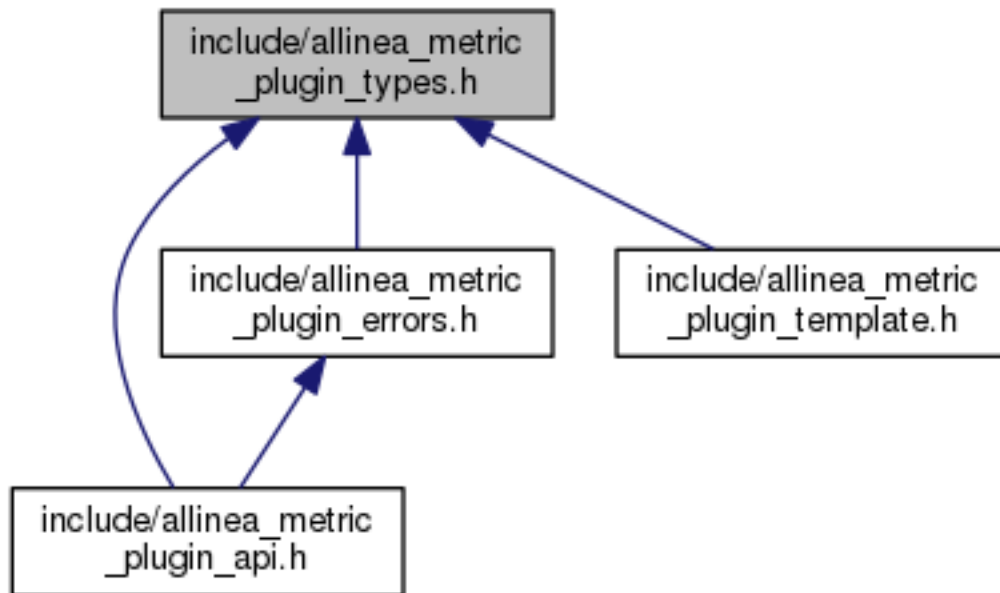 include/allinea_metric
_plugin_types.h
include/allinea_metric
_plugin_errors.h
include/allinea_metric
_plugin_template.h
include/allinea_metric
_plugin_api.h